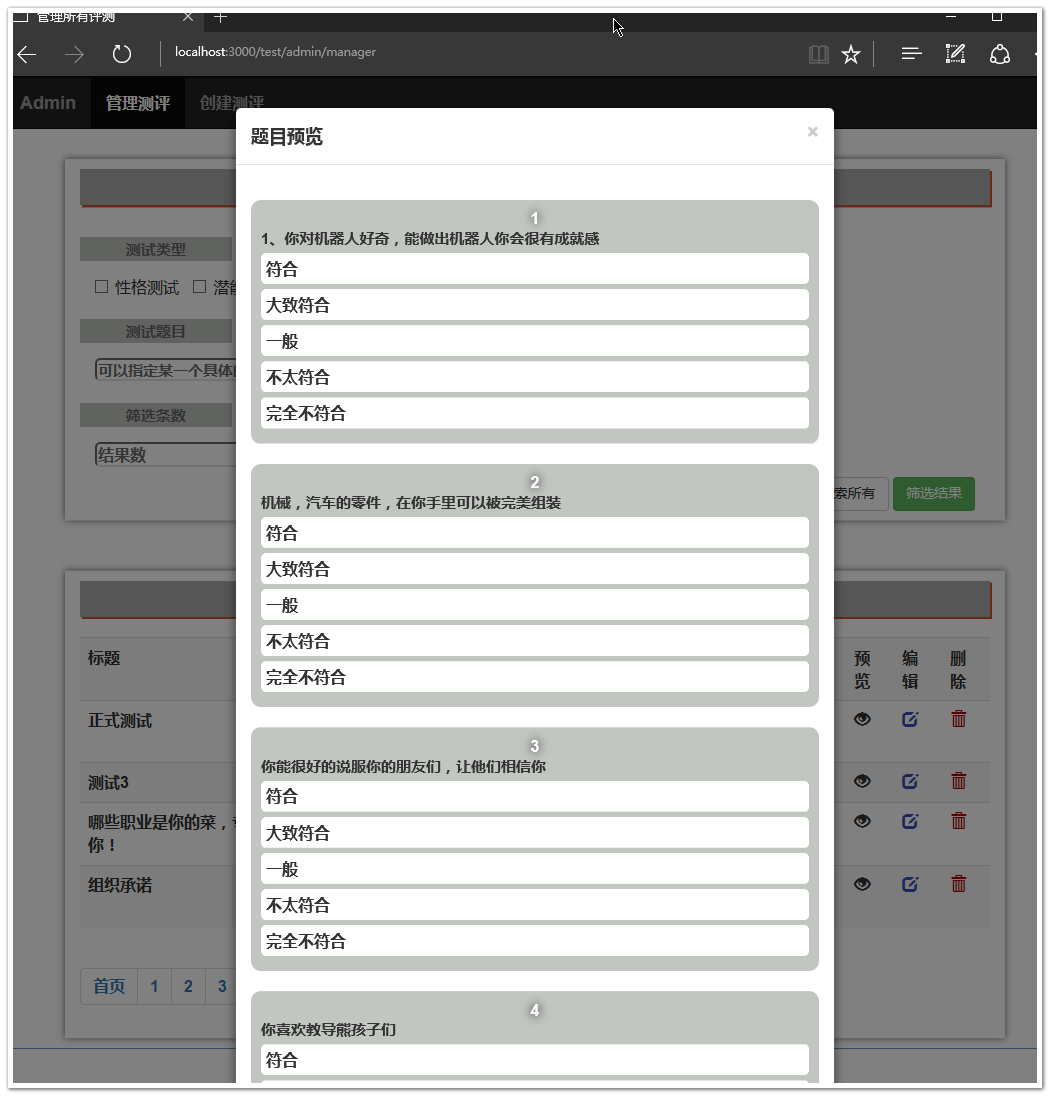 管理所有评测
localhost:3000/test/admin/manager
Admin
管理测评
创建测评
题目预览
×
测试类型
性格测试
测试题目
可以指定某一个具体
筛选条数
结果数
索所有
筛选结果
1
1、你对机器人好奇，能做出机器人你会很有成就感
符合
大致符合
一般
不太符合
完全不符合
2
机械，汽车的零件，在你手里可以被完美组装
符合
大致符合
一般
不太符合
完全不符合
3
你能很好的说服你的朋友们，让他们相信你
符合
大致符合
一般
不太符合
完全不符合
4
你喜欢教导熊孩子们
符合
标题
预览
编辑
删除
正式测试
测试3
哪些职业是你的菜，
你！
组织承诺
首页
1
2
3